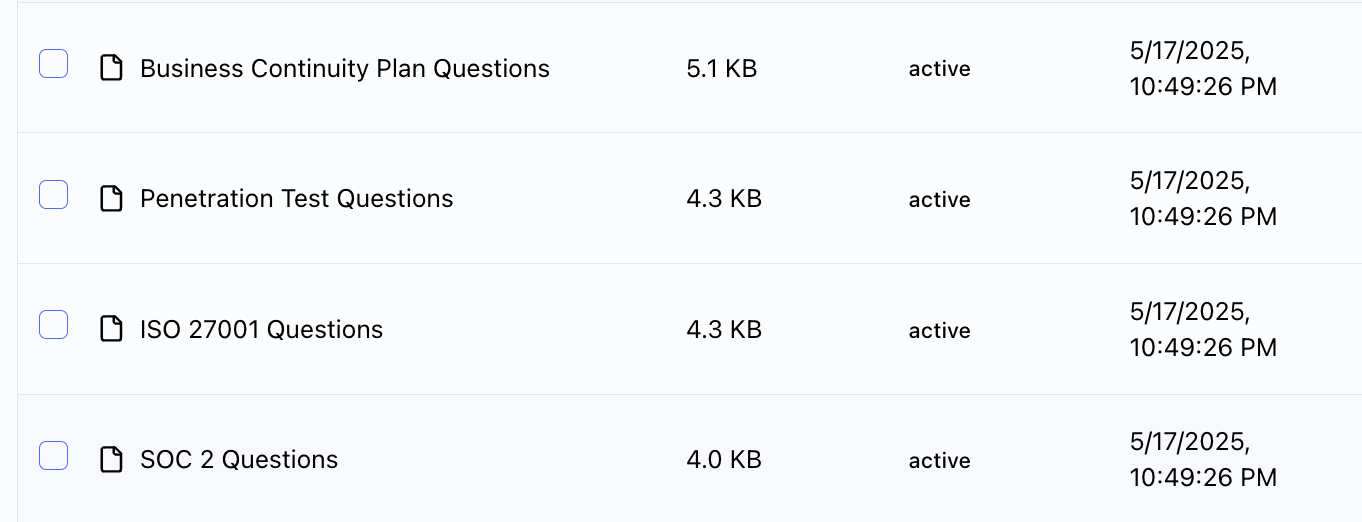 Business Continuity Plan Questions 5.1 KB active 5/17/2025,
10:49:26 PM
Penetration Test Questions 4.3 KB active 5/17/2025,
10:49:26 PM
ISO 27001 Questions 4.3 KB active 5/17/2025,
10:49:26 PM
SOC 2 Questions 4.0 KB active 5/17/2025,
10:49:26 PM